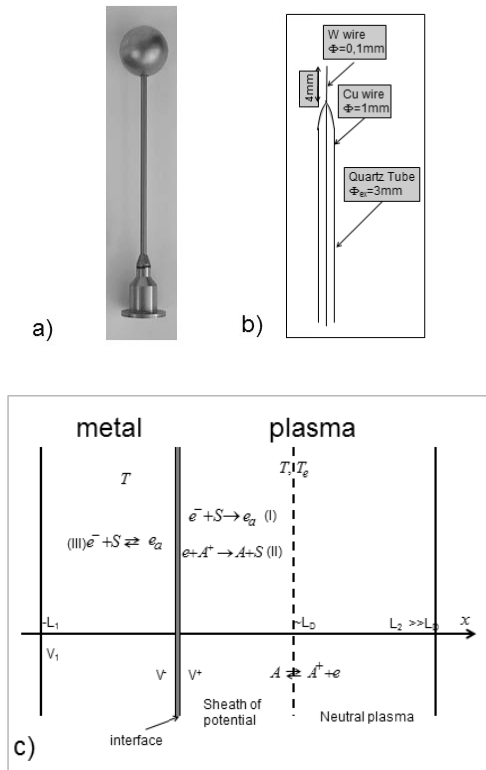 a)
b)
W wire
Φ=0,1mm
4mm
Cu wire
Φ=1mm
Quartz Tube
Φex=3mm
metal
plasma
T
T,Te
e⁻+S→ea (I)
(III)e⁻+S⇄ ea
e+A⁺→A+S (II)
-L1
~LD
L2 >>LD
x
V1
V-
V+
A⇄A⁺+e
Sheath of
potential
Neutral plasma
interface
c)